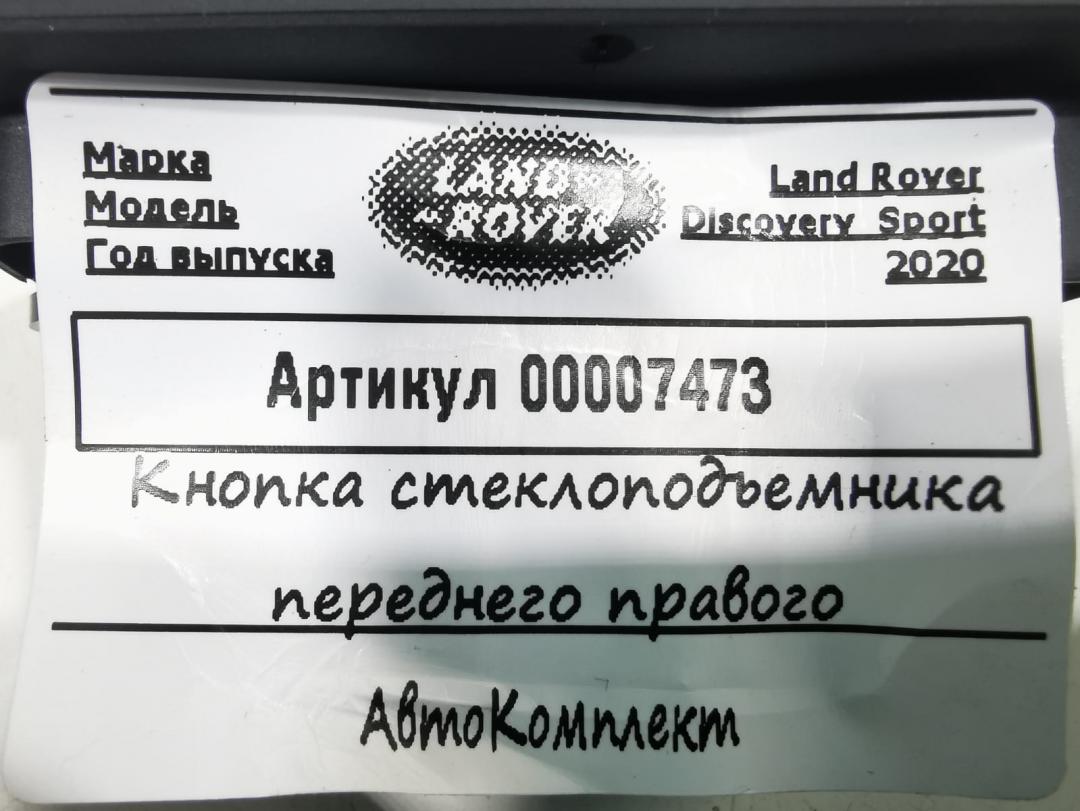 Марка
Модель
Год выпуска
LAND-
-ROVER
Land Rover
Discovery Sport
2020
Артикул 00007473
Кнопка стеклоподъемника
переднего правого
АвтоКомплект